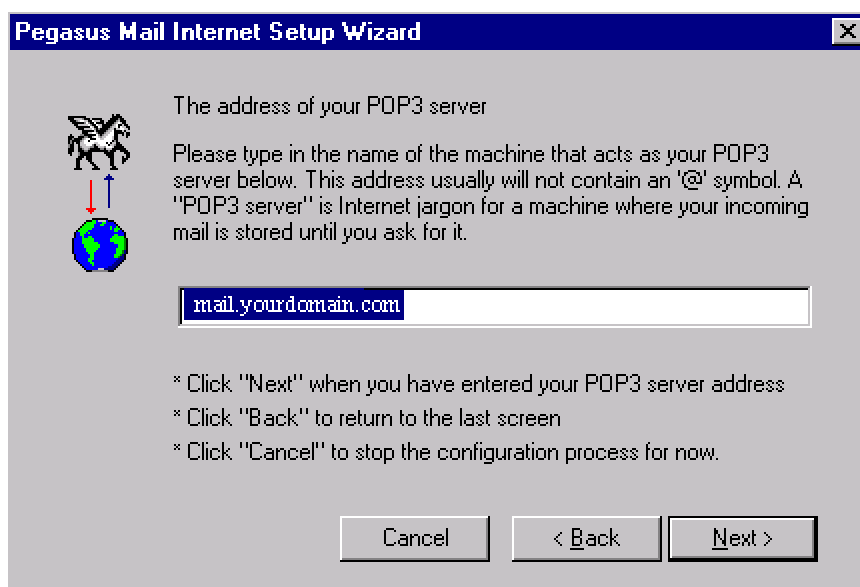 Pegasus Mail Internet Setup Wizard
The address of your POP3 server
Please type in the name of the machine that acts as your POP3
server below. This address usually will not contain an '@' symbol. A
"POP3 server" is Internet jargon for a machine where your incoming
mail is stored until you ask for it.
mail.yourdomain.com
* Click "Next" when you have entered your POP3 server address
* Click "Back" to return to the last screen
* Click "Cancel" to stop the configuration process for now.
Cancel < Back Next >